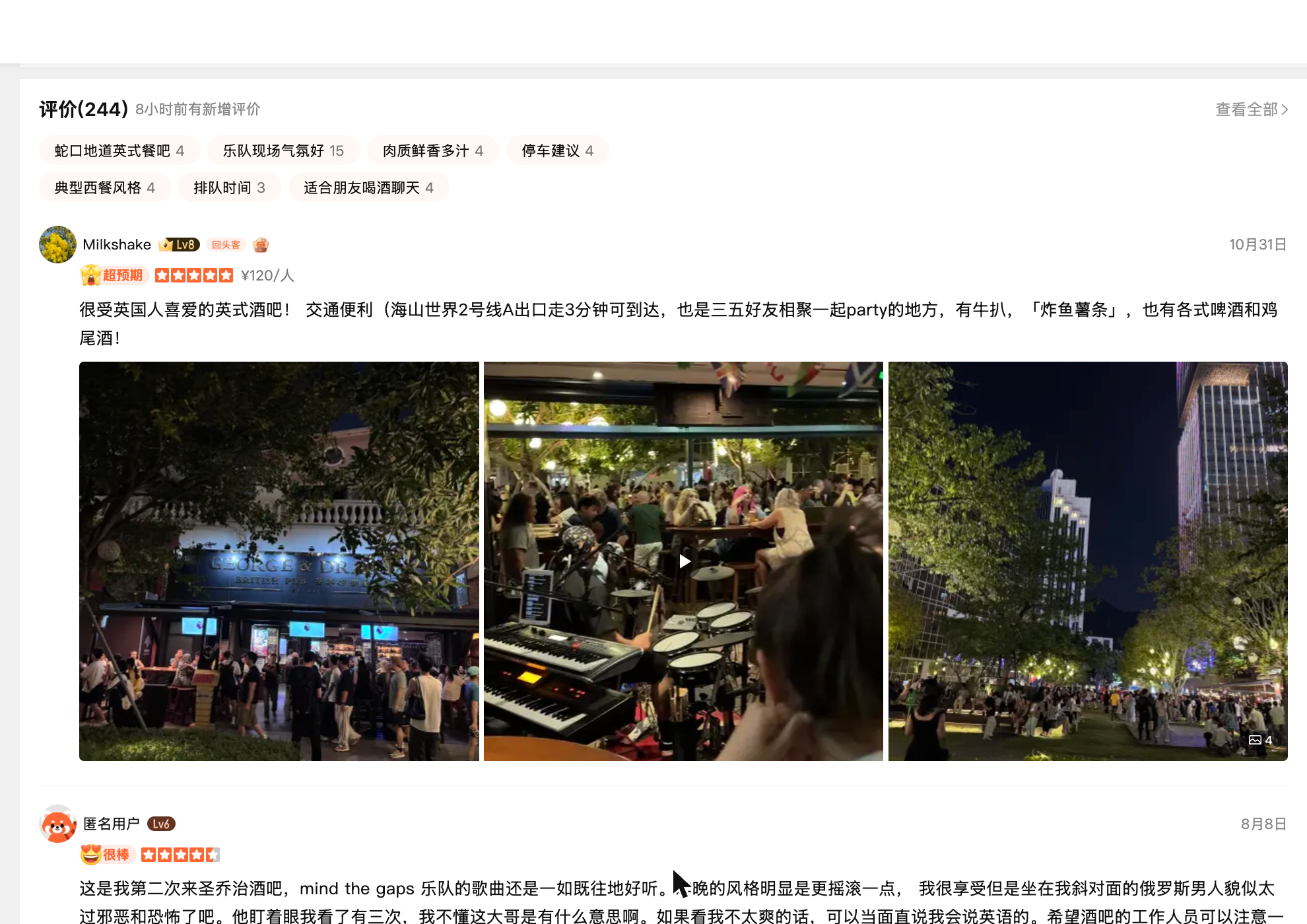 评价(244) 8小时前有新增评价 查看全部
蛇口地道英式餐吧 4 乐队现场气氛好 15 肉质鲜香多汁 4 停车建议 4
典型西餐风格 4 排队时间 3 适合朋友喝酒聊天 4
Milkshake Lv8 回头客 10月31日
超预期 ¥120/人
很受英国人喜爱的英式酒吧！ 交通便利（海山世界2号线A出口走3分钟可到达，也是三五好友相聚一起party的地方，有牛扒，「炸鱼薯条」，也有各式啤酒和鸡
尾酒！
GEORGE & DRA
BRITISH PUB
4
匿名用户 Lv6 8月8日
很棒
这是我第二次来圣乔治酒吧，mind the gaps 乐队的歌曲还是一如既往地好听。 晚的风格明显是更摇滚一点， 我很享受但是坐在我斜对面的俄罗斯男人貌似太
过邪恶和恐怖了吧。他盯着眼我看了有三次，我不懂这大哥是有什么意思啊。如果看我不太爽的话，可以当面直说我会说英语的。希望酒吧的工作人员可以注意一